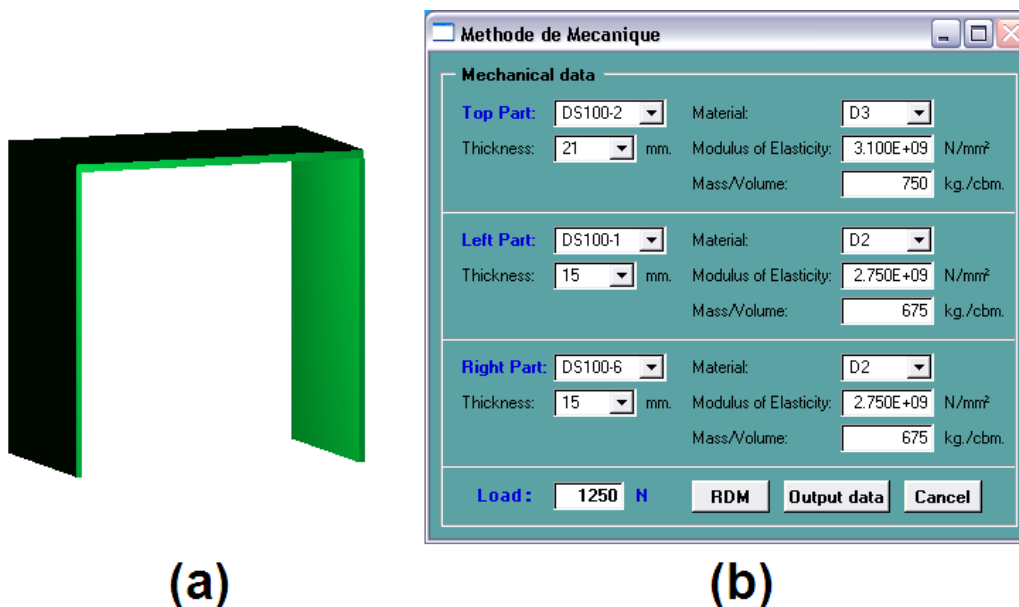 Methode de Mecanique
Mechanical data
Top Part: DS100-2 Material: D3
Thickness: 21 mm. Modulus of Elasticity: 3.100E+09 N/mm²
Mass/Volume: 750 kg./cbm.
Left Part: DS100-1 Material: D2
Thickness: 15 mm. Modulus of Elasticity: 2.750E+09 N/mm²
Mass/Volume: 675 kg./cbm.
Right Part: DS100-6 Material: D2
Thickness: 15 mm. Modulus of Elasticity: 2.750E+09 N/mm²
Mass/Volume: 675 kg./cbm.
Load: 1250 N RDM Output data Cancel
(a) (b)